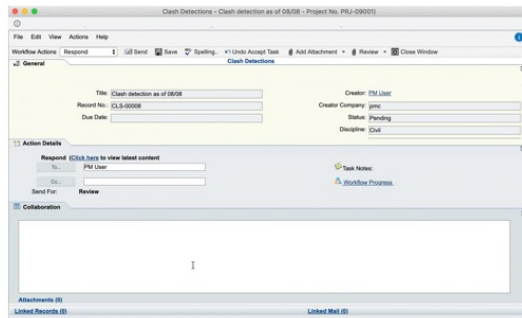 Clash Detections - Clash detection as of 08/08 - Project No. PRJ-09001)
File Edit View Actions Help
Workflow Actions Respond Send Save Spelling.. Undo Accept Task Add Attachment Review Close Window
Clash Detections
General
Title: Clash detection as of 08/08 Creator: PM User
Record No.: CLS-00008 Creator Company: pmc
Due Date: Status: Pending
Discipline: Civil
Action Details
Respond (Click here to view latest content
To... PM User Task Notes:
Cc... Workflow Progress
Send For: Review
Collaboration
Attachments (0)
Linked Records (0) Linked Mail (0)